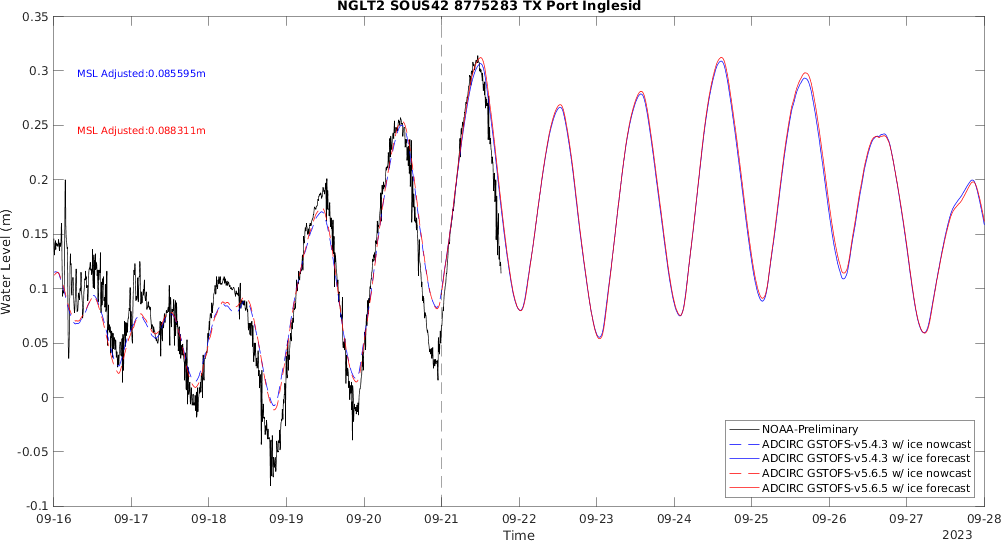 NGLT2 SOUS42 8775283 TX Port Inglesid
0.35
0.3
0.25
0.2
0.15
0.1
0.05
0
-0.05
-0.1
Water Level (m)
MSL Adjusted:0.085595m
MSL Adjusted:0.088311m
NOAA-Preliminary
ADCIRC GSTOFS-v5.4.3 w/ ice nowcast
ADCIRC GSTOFS-v5.4.3 w/ ice forecast
ADCIRC GSTOFS-v5.6.5 w/ ice nowcast
ADCIRC GSTOFS-v5.6.5 w/ ice forecast
09-16 09-17 09-18 09-19 09-20 09-21 09-22 09-23 09-24 09-25 09-26 09-27 09-28
Time
2023